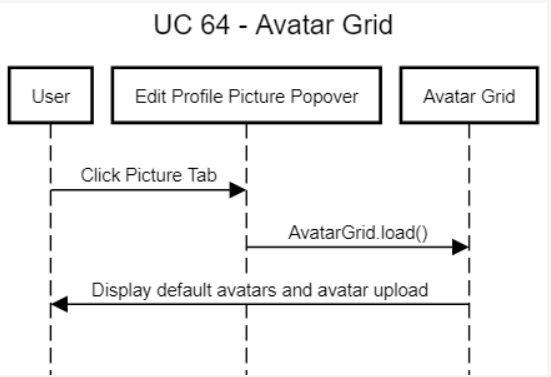 UC 64 - Avatar Grid
User
Edit Profile Picture Popover
Avatar Grid
Click Picture Tab
AvatarGrid.load()
Display default avatars and avatar upload